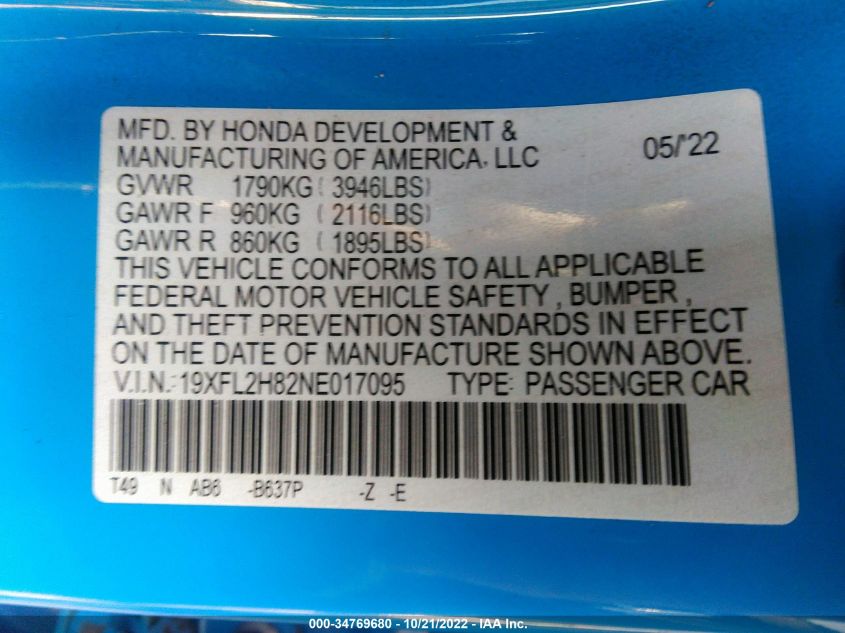 MFD. BY HONDA DEVELOPMENT &
MANUFACTURING OF AMERICA, LLC 05/'22
GVWR 1790KG ( 3946LBS)
GAWR F 960KG ( 2116LBS)
GAWR R 860KG ( 1895LBS)
THIS VEHICLE CONFORMS TO ALL APPLICABLE
FEDERAL MOTOR VEHICLE SAFETY , BUMPER ,
AND THEFT PREVENTION STANDARDS IN EFFECT
ON THE DATE OF MANUFACTURE SHOWN ABOVE.
V.I.N.: 19XFL2H82NE017095 TYPE: PASSENGER CAR
T49 N AB6 -B637P -Z -E
000-34769680 - 10/21/2022 - IAA Inc.